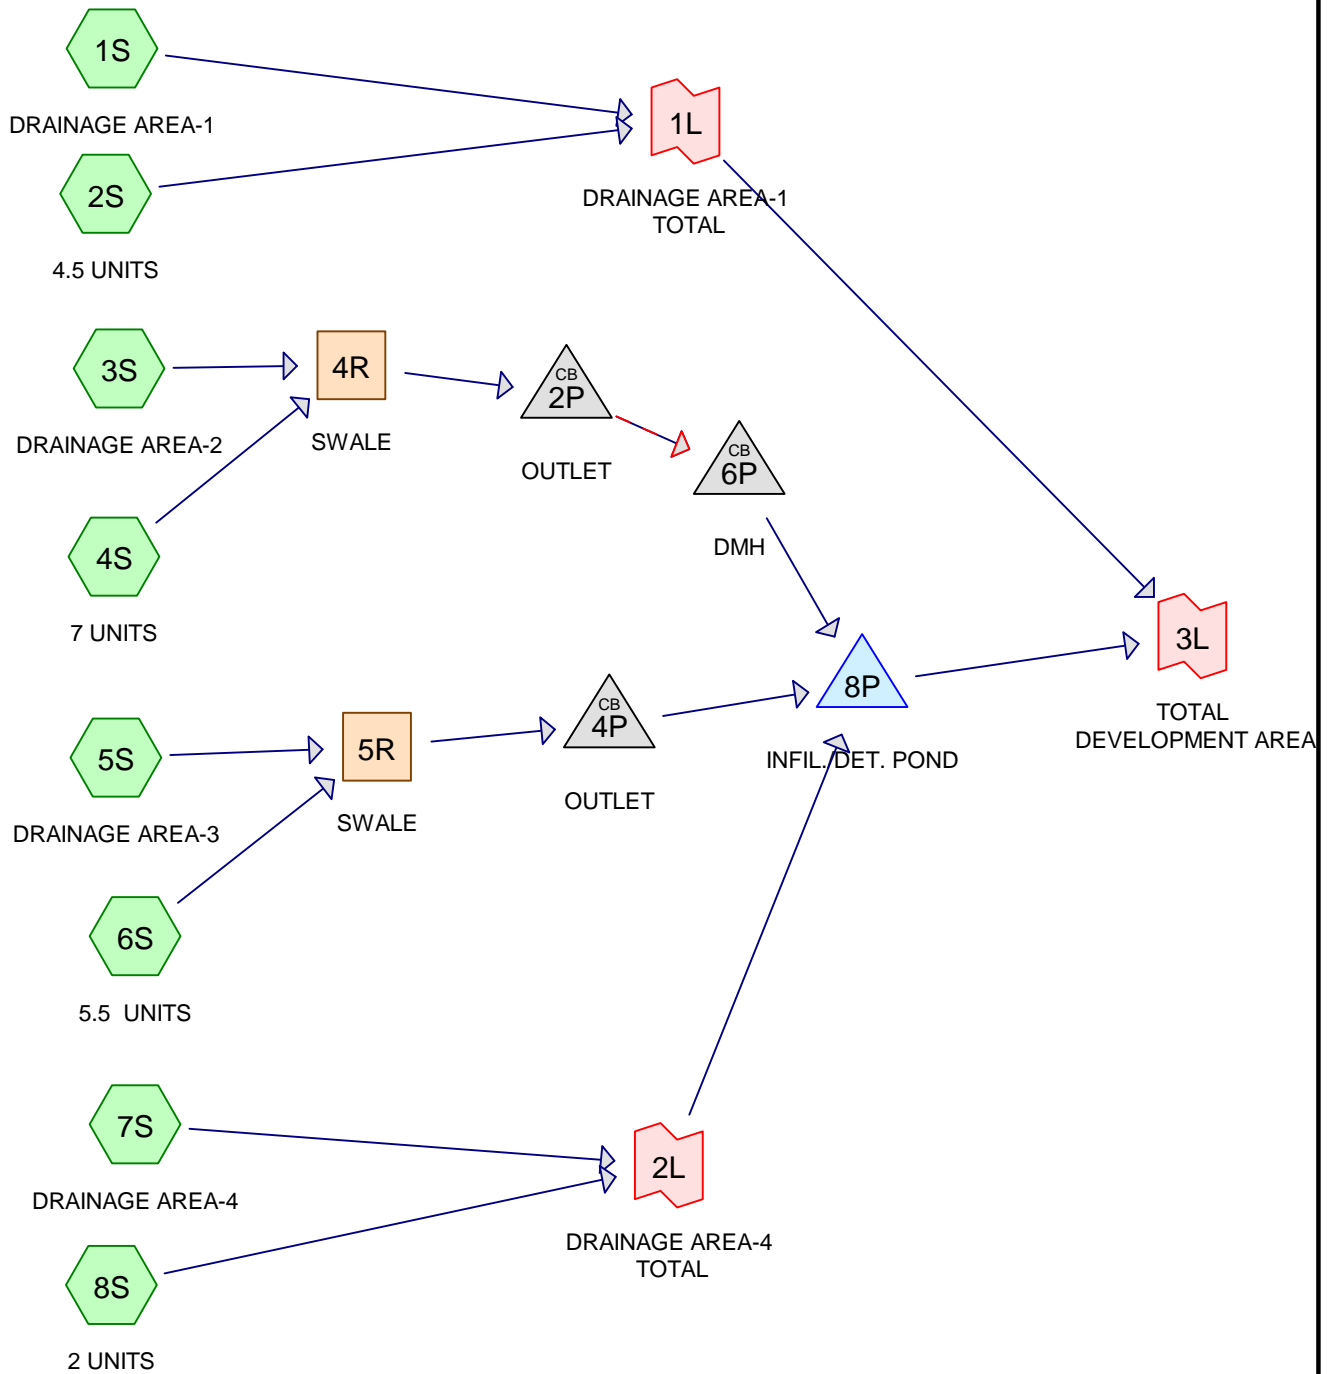 1S
DRAINAGE AREA-1
2S
4.5 UNITS
1L
DRAINAGE AREA-1
TOTAL
3S
DRAINAGE AREA-2
4R
SWALE
CB
2P
OUTLET
CB
6P
DMH
4S
7 UNITS
5S
DRAINAGE AREA-3
5R
SWALE
CB
4P
OUTLET
8P
INFIL. DET. POND
3L
TOTAL
DEVELOPMENT AREA
6S
5.5  UNITS
7S
DRAINAGE AREA-4
2L
DRAINAGE AREA-4
TOTAL
8S
2 UNITS